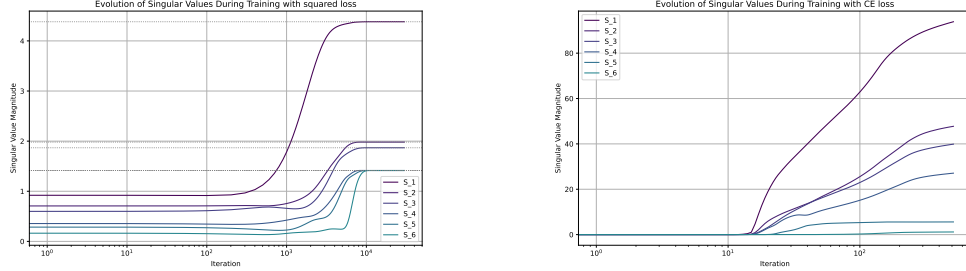 Evolution of Singular Values During Training with squared loss
Singular Value Magnitude
4
3
2
1
0
10^0
10^1
10^2
10^3
10^4
Iteration
S_1
S_2
S_3
S_4
S_5
S_6
Evolution of Singular Values During Training with CE loss
Singular Value Magnitude
80
60
40
20
0
10^0
10^1
10^2
Iteration
S_1
S_2
S_3
S_4
S_5
S_6